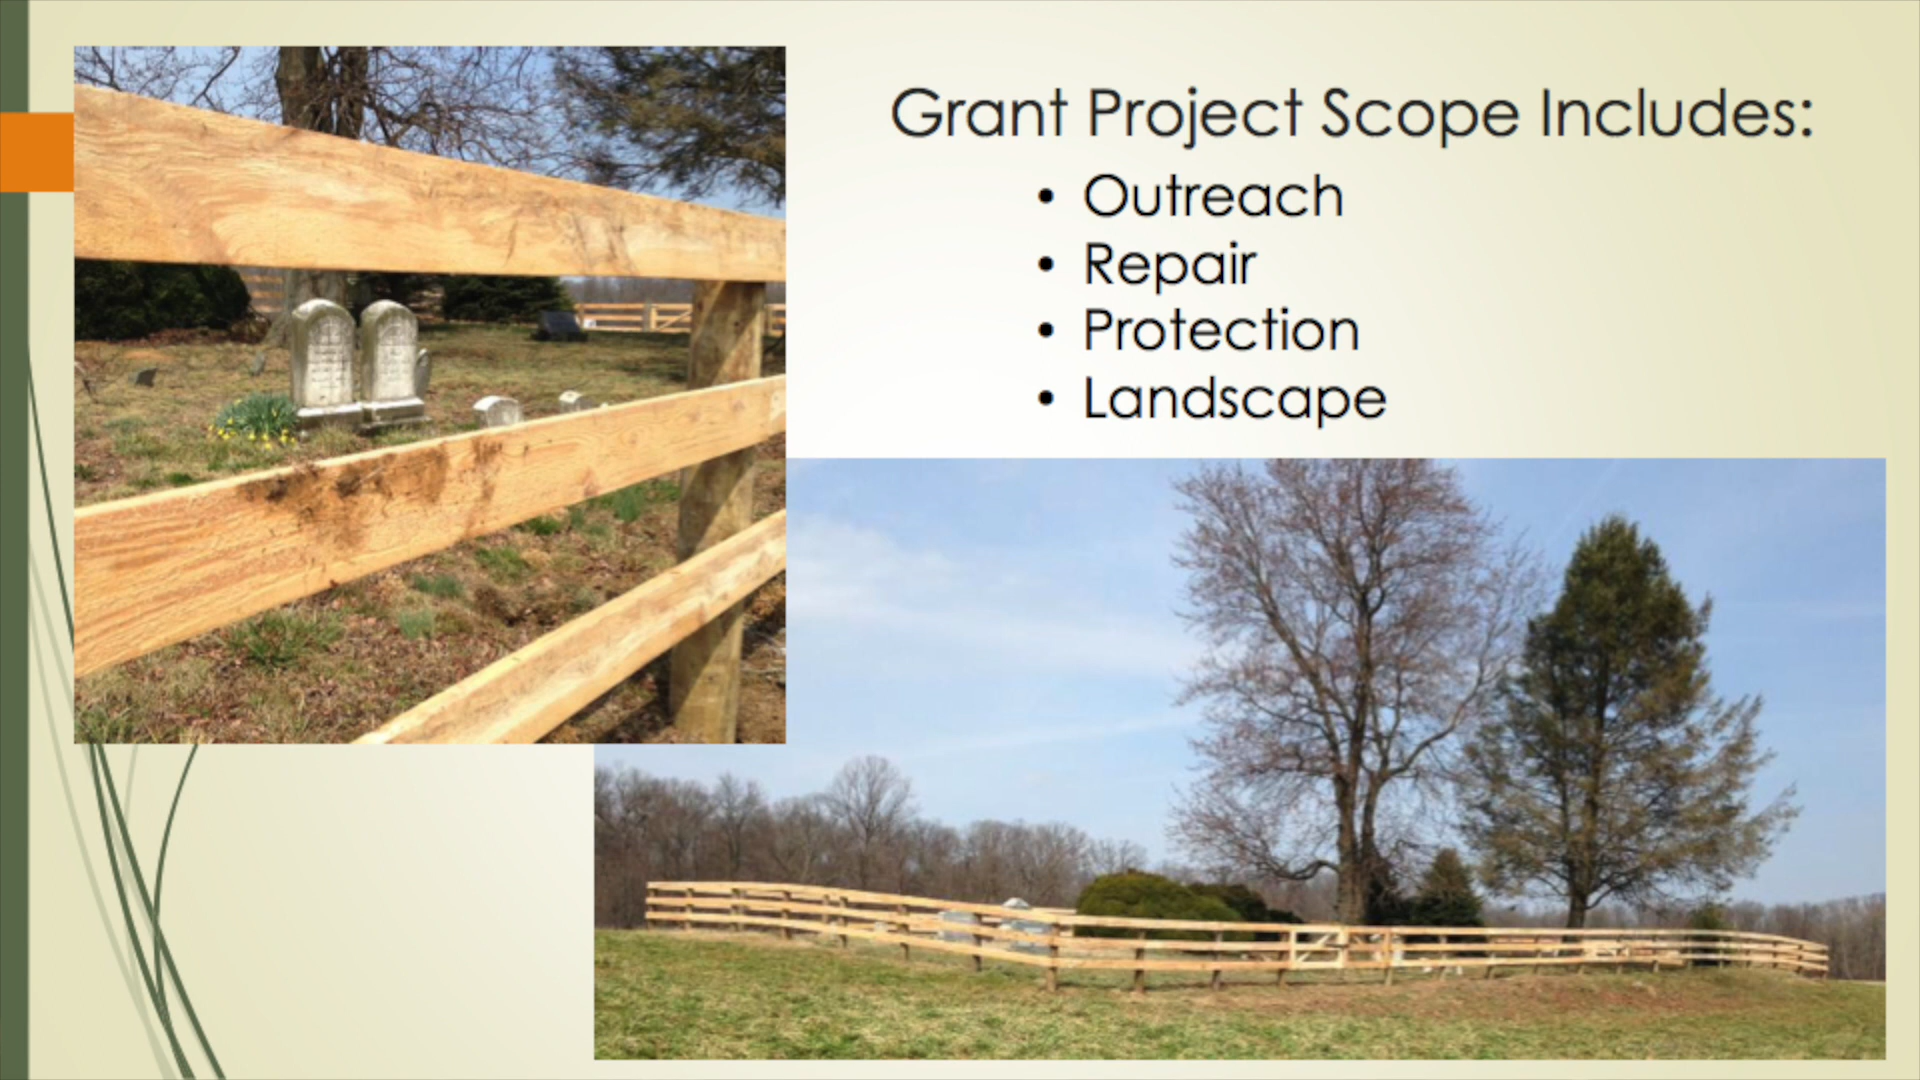 Grant Project Scope Includes:
• Outreach
• Repair
• Protection
• Landscape